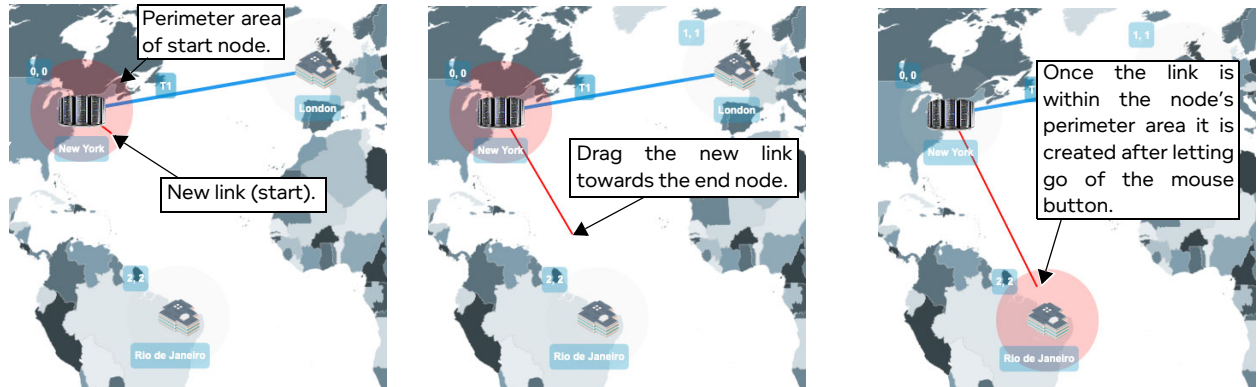 Perimeter area
of start node.
0, 0
T1
London
New York
New link (start).
2, 2
Rio de Janeiro
1, 1
0, 0
T1
London
New York
Drag the new link
towards the end node.
2, 2
Rio de Janeiro
1, 1
0, 0
T
Once the link is
within the node's
perimeter area it is
created after letting
go of the mouse
button.
New York
2, 2
Rio de Janeiro